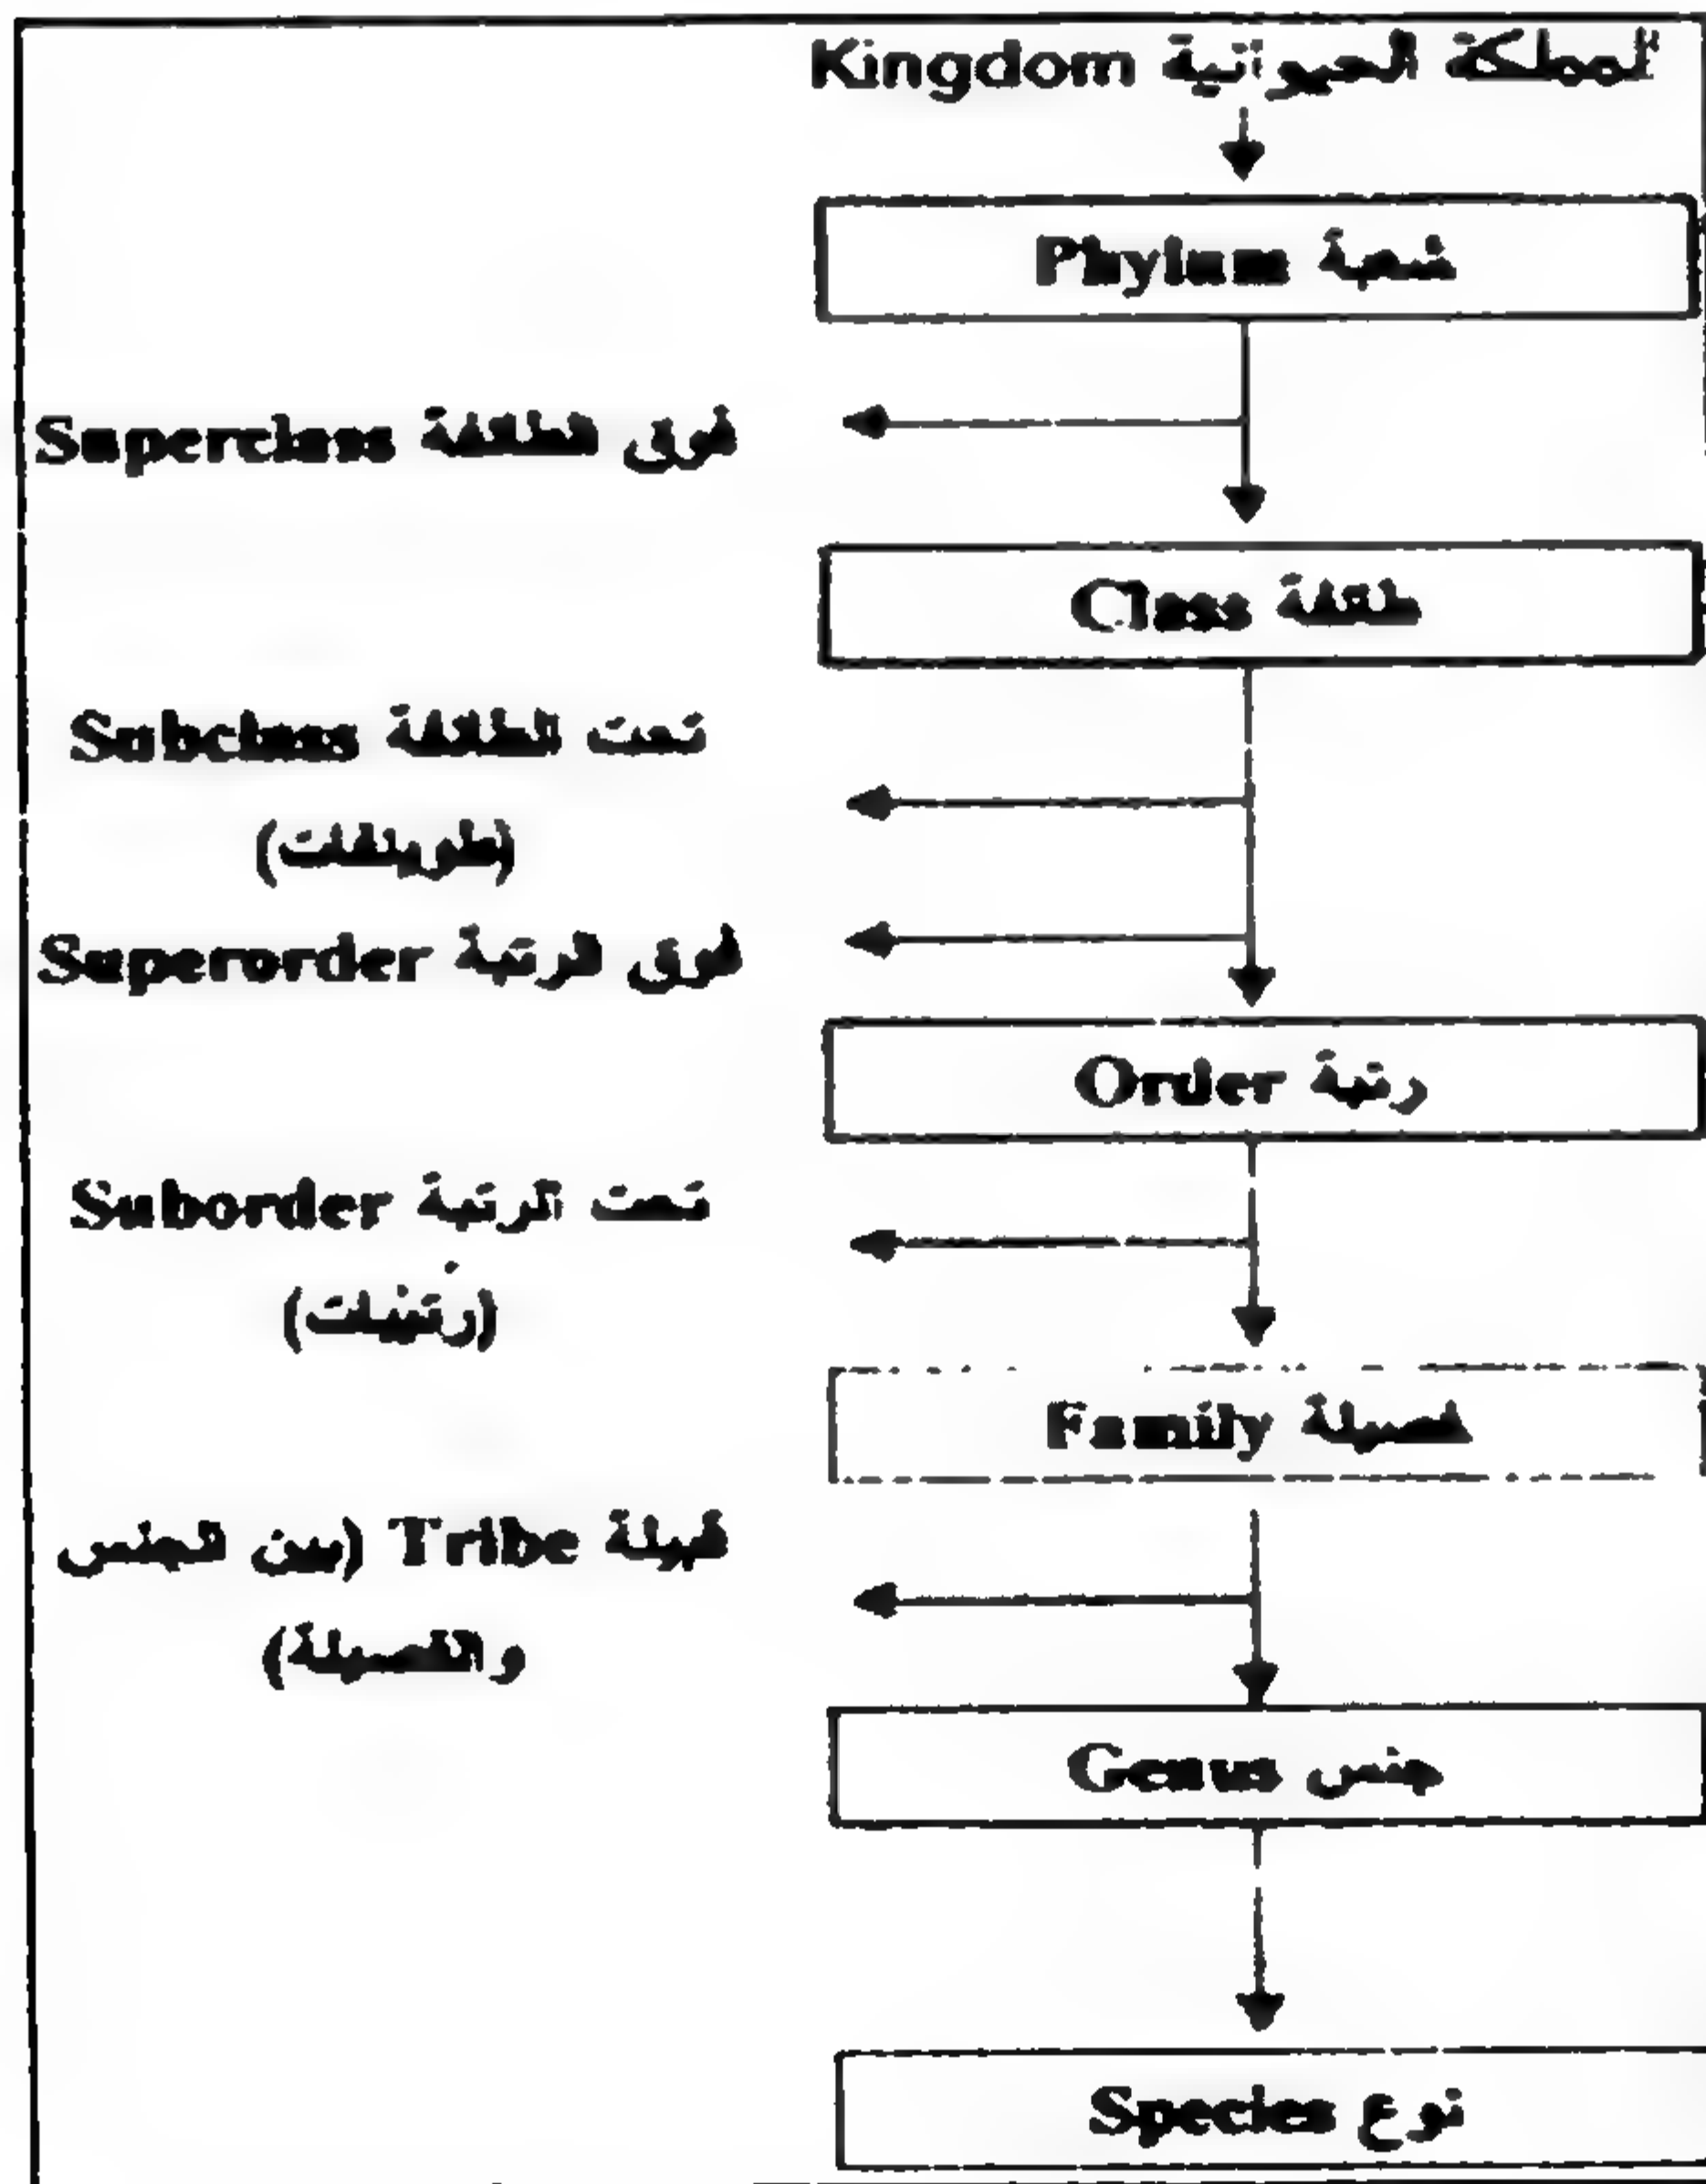 المملكة الحيوانية Kingdom
شعبة Phylum
فوق الطائفة Superclass
طائفة Class
تحت الطائفة Subclass
(طويئفات)
فوق الرتبة Superorder
رتبة Order
تحت الرتبة Suborder
(رتيبات)
فصيلة Family
قبيلة Tribe (بين الجنس
والفصيلة)
جنس Genus
نوع Species